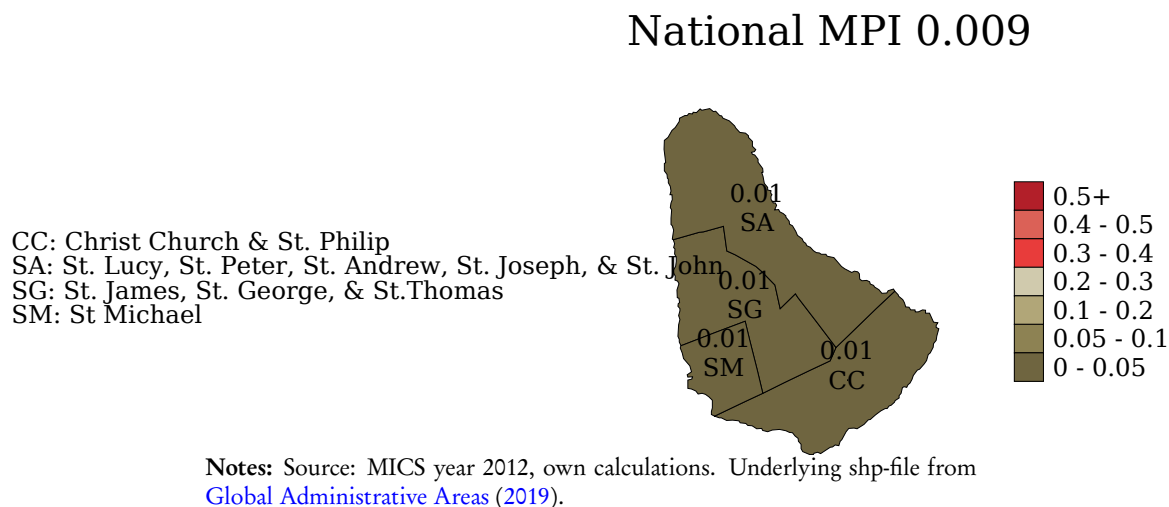 National MPI 0.009
CC: Christ Church & St. Philip
SA: St. Lucy, St. Peter, St. Andrew, St. Joseph, & St. John
SG: St. James, St. George, & St.Thomas
SM: St Michael
0.01
SA
0.01
SG
0.01
SM
0.01
CC
0.5+
0.4 - 0.5
0.3 - 0.4
0.2 - 0.3
0.1 - 0.2
0.05 - 0.1
0 - 0.05
Notes: Source: MICS year 2012, own calculations. Underlying shp-file from
Global Administrative Areas (2019).